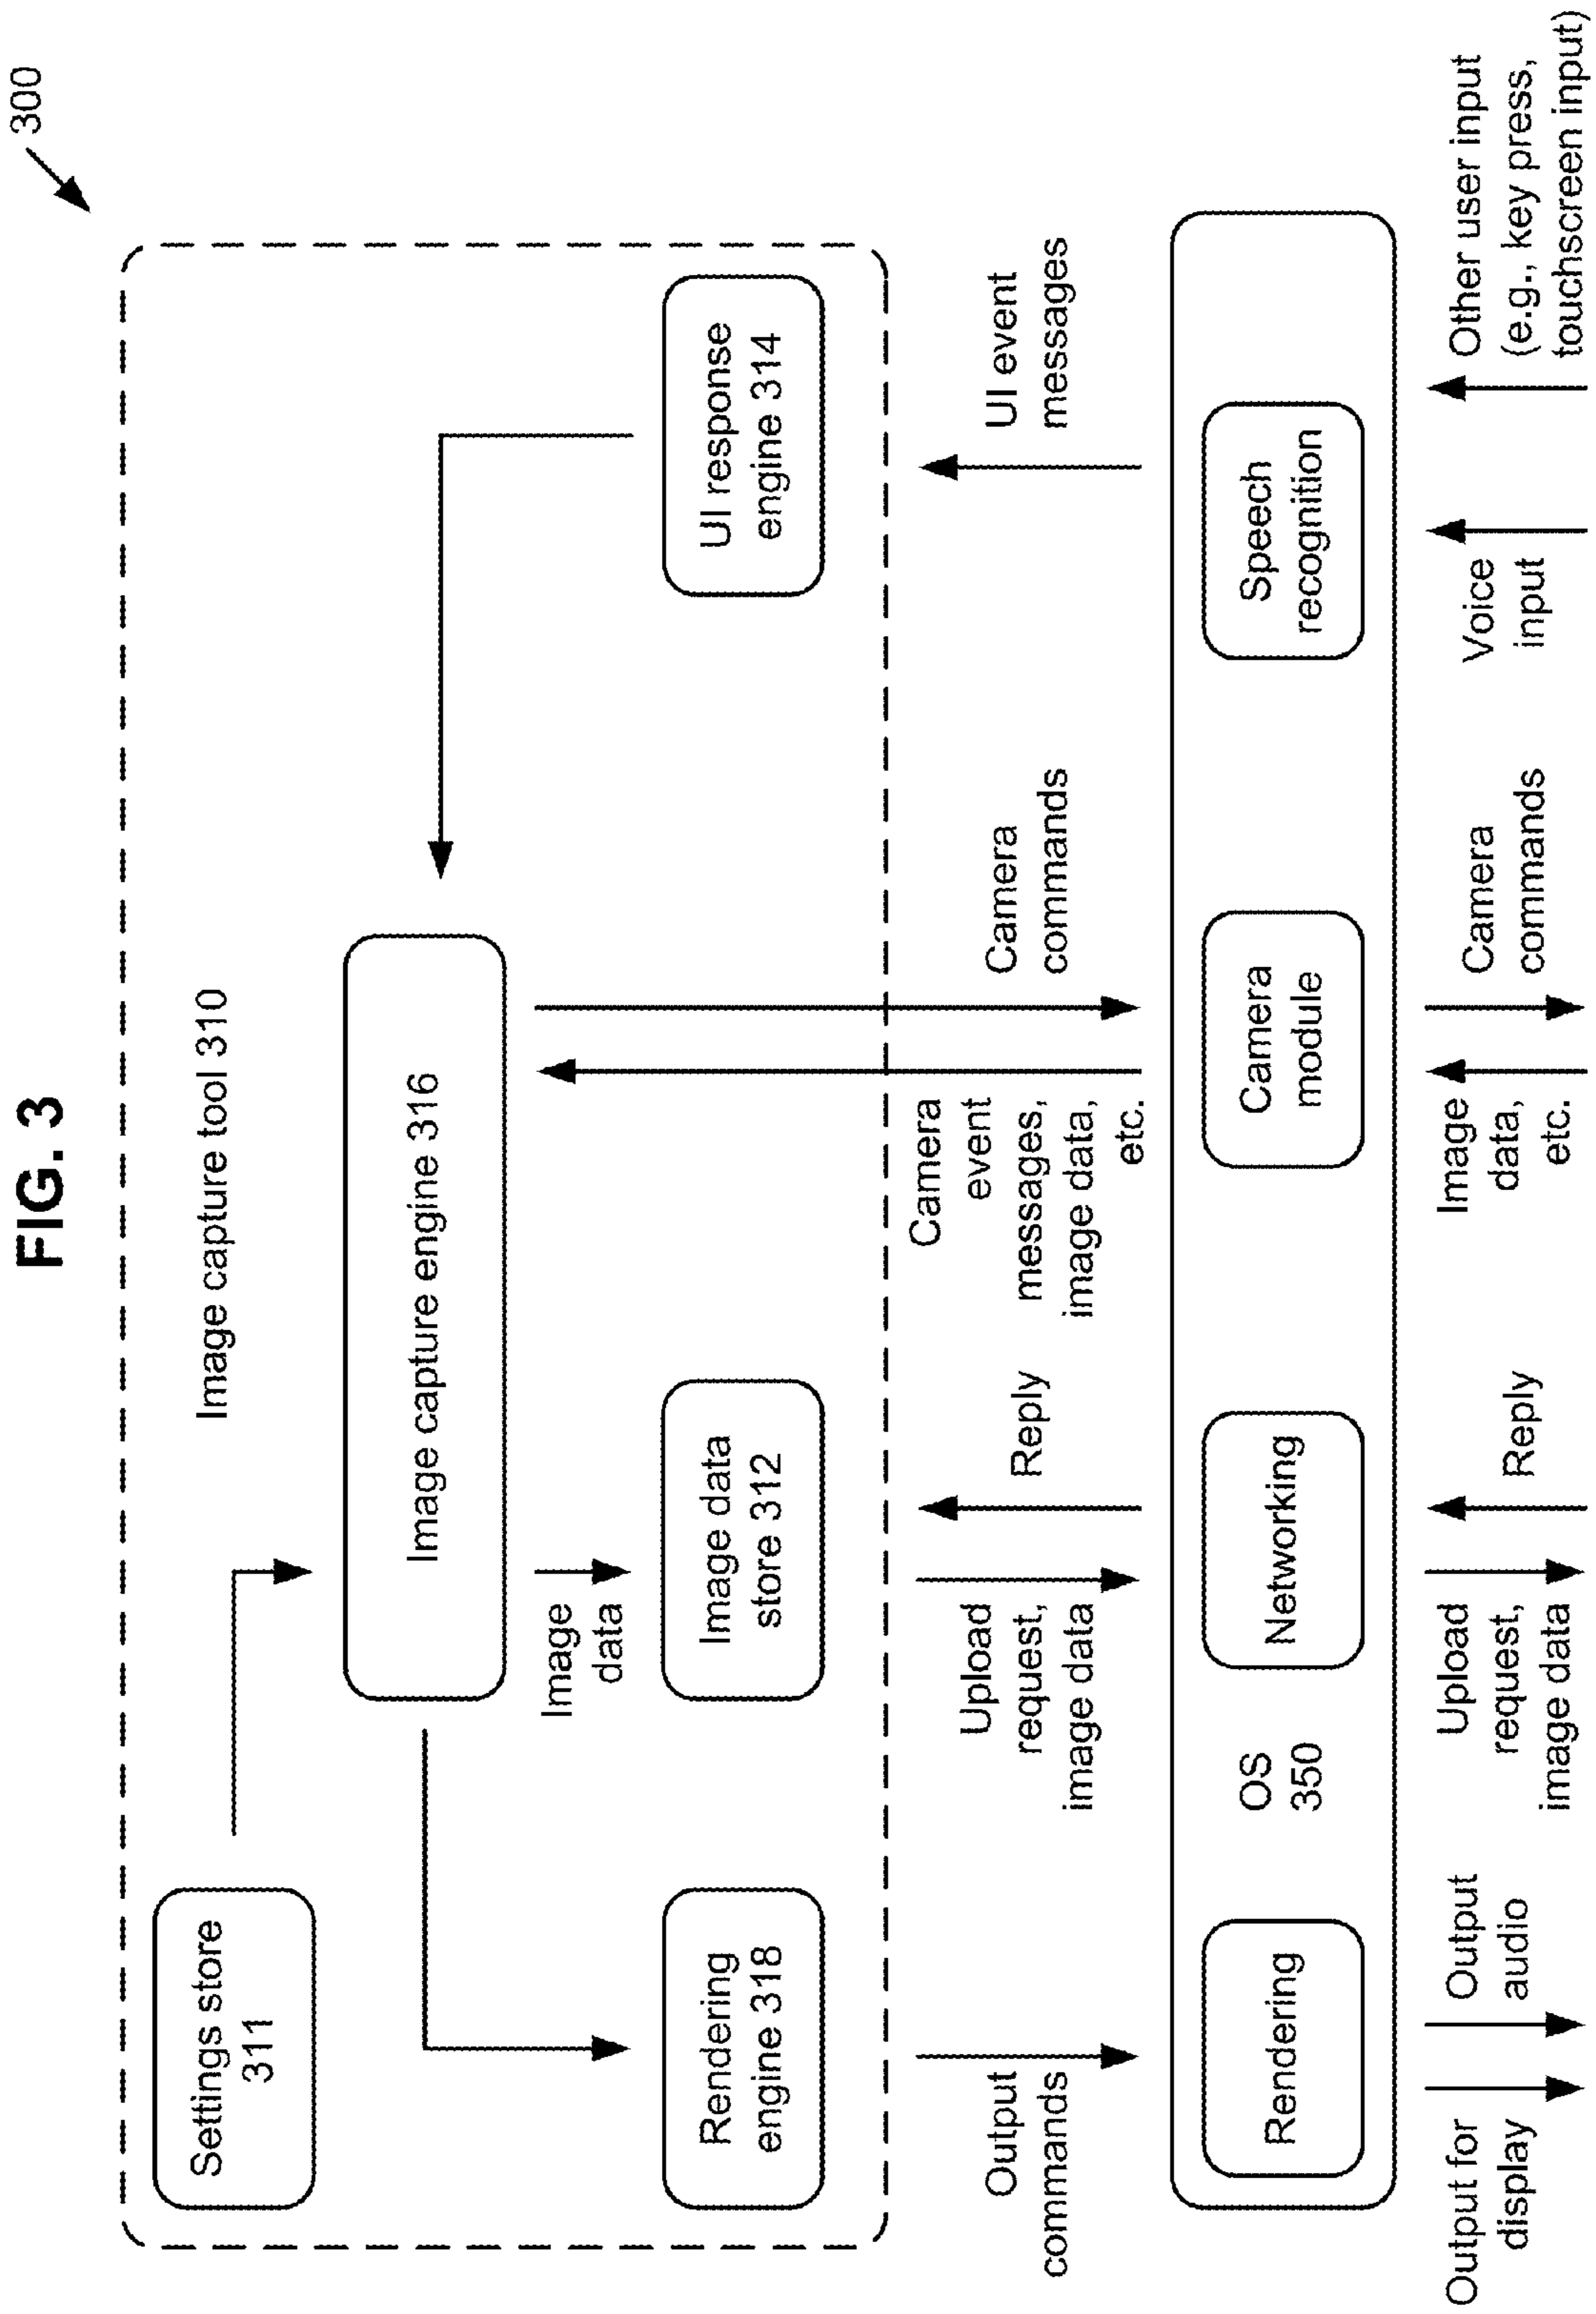 FIG. 3
300
Image capture tool 310
Settings store
311
Image capture engine 316
Image
data
Rendering
engine 318
Image data
store 312
UI response
engine 314
Output
commands
Upload
request,
image data
Reply
Camera
event
messages,
image data,
etc.
Camera
commands
UI event
messages
Rendering
OS
350
Networking
Camera
module
Speech
recognition
Output for
display
Output
audio
Upload
request,
image data
Reply
Image
data,
etc.
Camera
commands
Voice
input
Other user input
(e.g., key press,
touchscreen input)